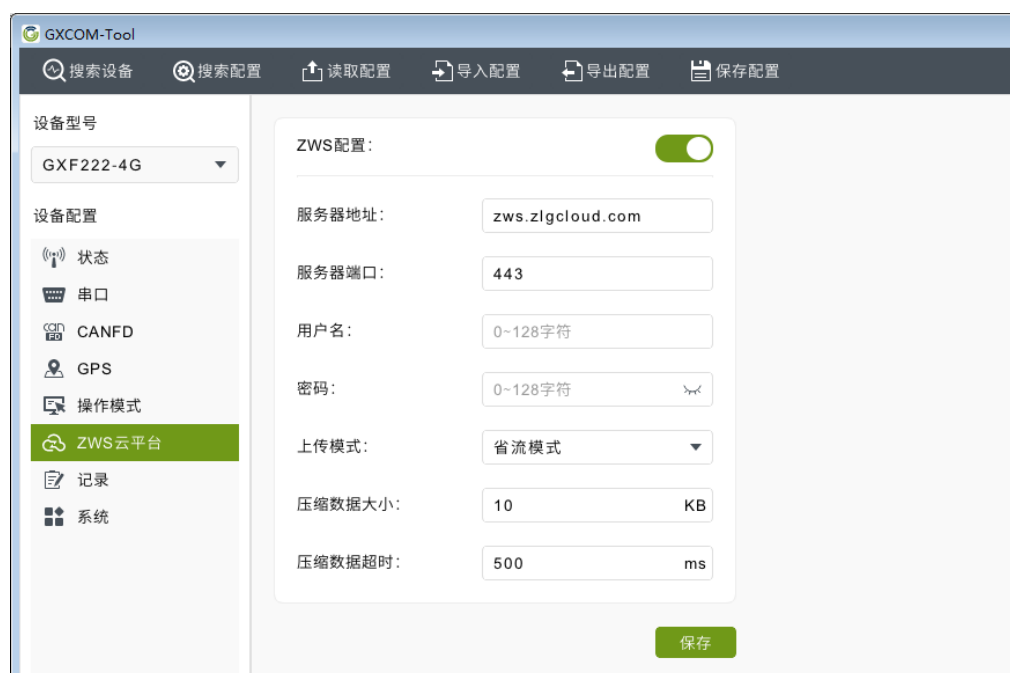 GXCOM-Tool
搜索设备 搜索配置 读取配置 导入配置 导出配置 保存配置
设备型号
GXF222-4G
设备配置
状态
串口
CANFD
GPS
操作模式
ZWS云平台
记录
系统
ZWS配置:
服务器地址: zws.zlgcloud.com
服务器端口: 443
用户名: 0~128字符
密码: 0~128字符
上传模式: 省流模式
压缩数据大小: 10 KB
压缩数据超时: 500 ms
保存